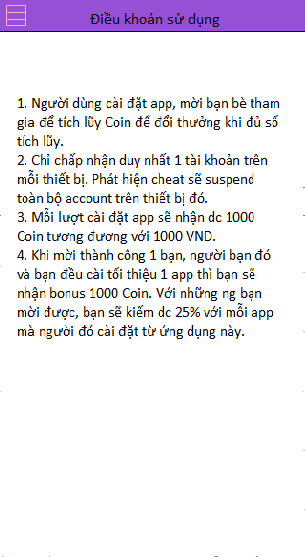 Điều khoản sử dụng
1. Người dùng cài đặt app, mời bạn bè tham
gia để tích lũy Coin để đổi thưởng khi đủ số
tích lũy.
2. Chỉ chấp nhận duy nhất 1 tài khoản trên
mỗi thiết bị. Phát hiện cheat sẽ suspend
toàn bộ account trên thiết bị đó.
3. Mỗi lượt cài đặt app sẽ nhận dc 1000
Coin tương đương với 1000 VND.
4. Khi mời thành công 1 bạn, người bạn đó
và bạn đều cài tối thiệu 1 app thì bạn sẽ
nhận bonus 1000 Coin. Với những ng bạn
mời được, bạn sẽ kiếm dc 25% với mỗi app
mà người đó cài đặt từ ứng dụng này.